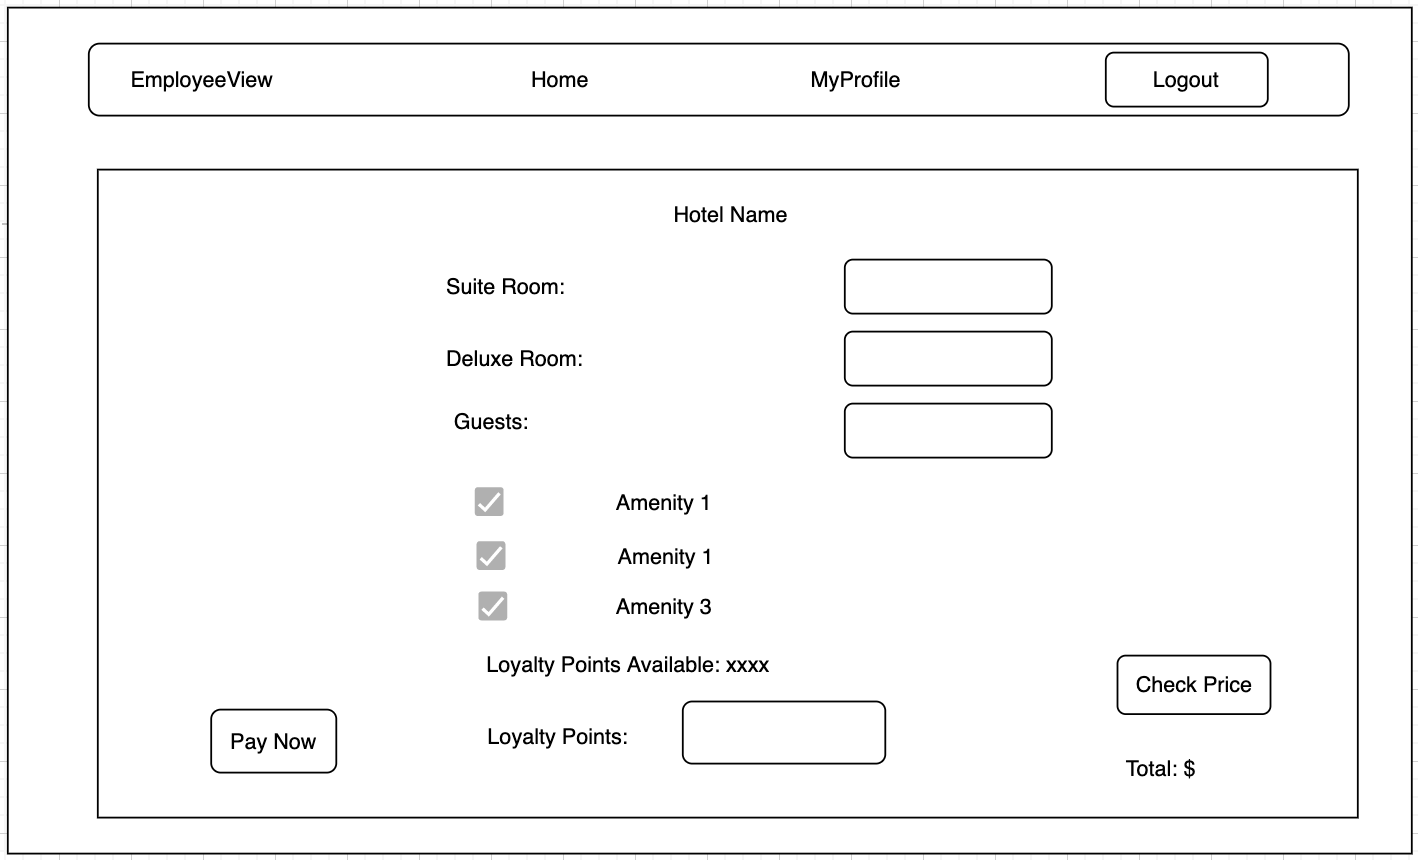 EmployeeView
Home
MyProfile
Logout
Hotel Name
Suite Room:
Deluxe Room:
Guests:
Amenity 1
Amenity 1
Amenity 3
Loyalty Points Available: xxxx
Check Price
Pay Now
Loyalty Points:
Total: $